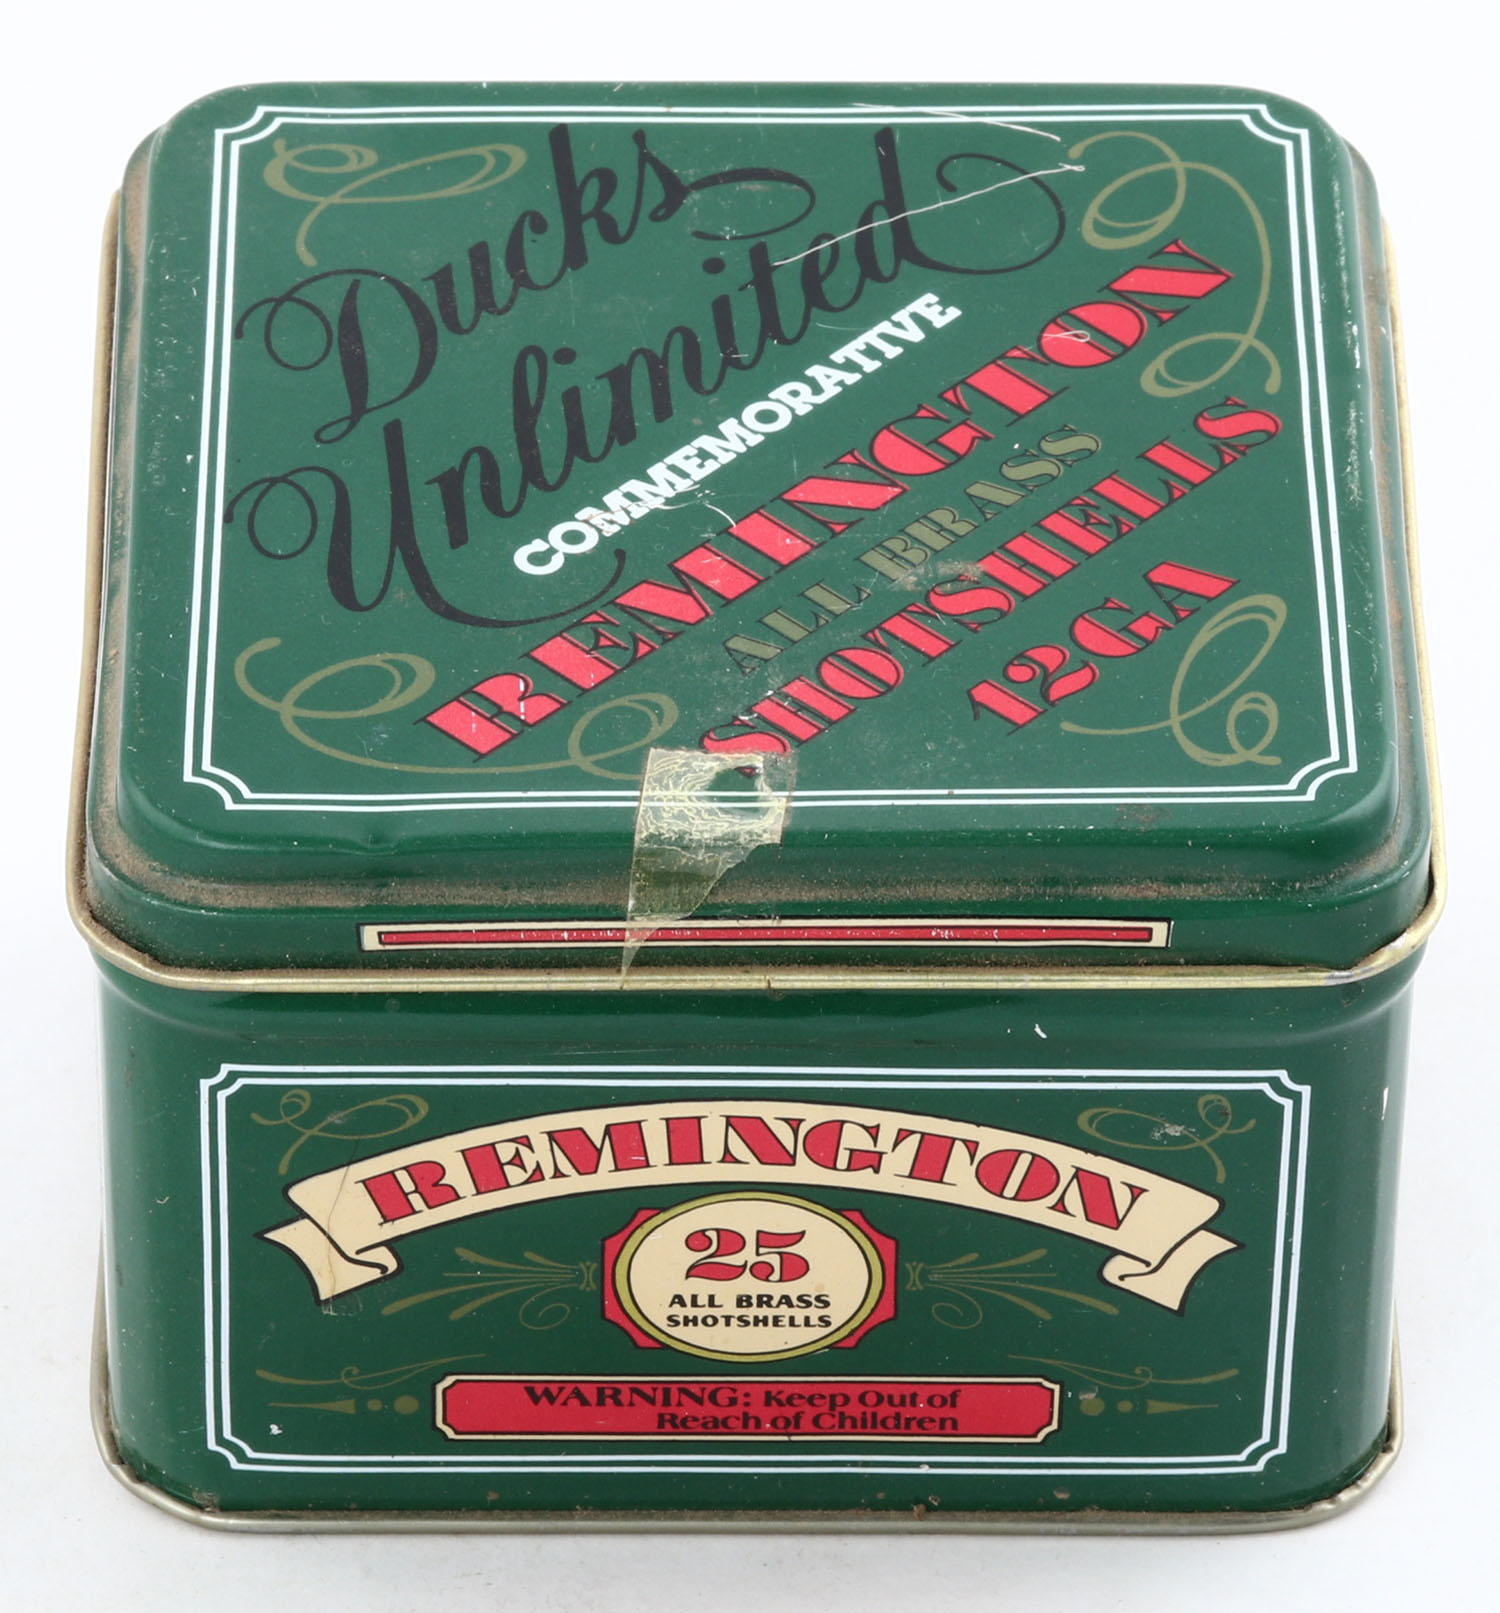 Ducks
Unlimited
COMMEMORATIVE
REMINGTON
ALL BRASS
SHOTSHELLS
12GA
REMINGTON
25
ALL BRASS
SHOTSHELLS
WARNING: Keep Out of
Reach of Children